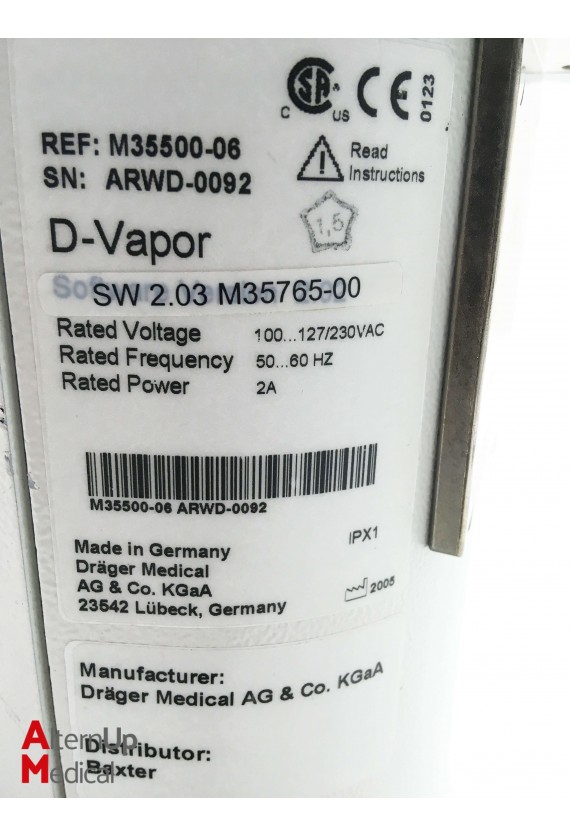 CSA
C US
CE
0123
REF: M35500-06
SN: ARWD-0092
Read
Instructions
D-Vapor
1,5
SW 2.03 M35765-00
Rated Voltage 100...127/230VAC
Rated Frequency 50...60 HZ
Rated Power 2A
M35500-06 ARWD-0092
IPX1
Made in Germany
Dräger Medical
AG & Co. KGaA
23542 Lübeck, Germany
2005
Manufacturer:
Dräger Medical AG & Co. KGaA
Distributor:
Baxter
AlternUp
Medical